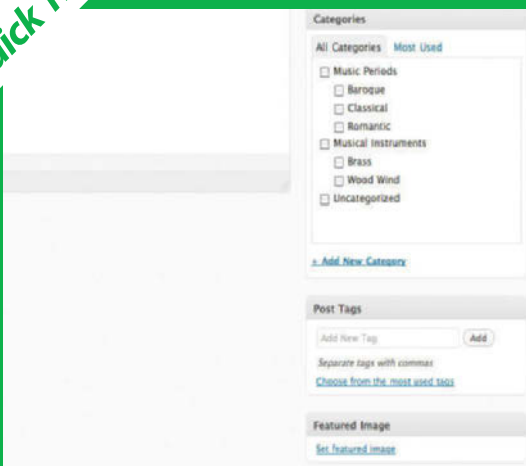 ick
Categories
All Categories Most Used
Music Periods
Baroque
Classical
Romantic
Musical Instruments
Brass
Wood Wind
Uncategorized
+ Add New Category
Post Tags
Add New Tag Add
Separate tags with commas
Choose from the most used tags
Featured Image
Set featured image